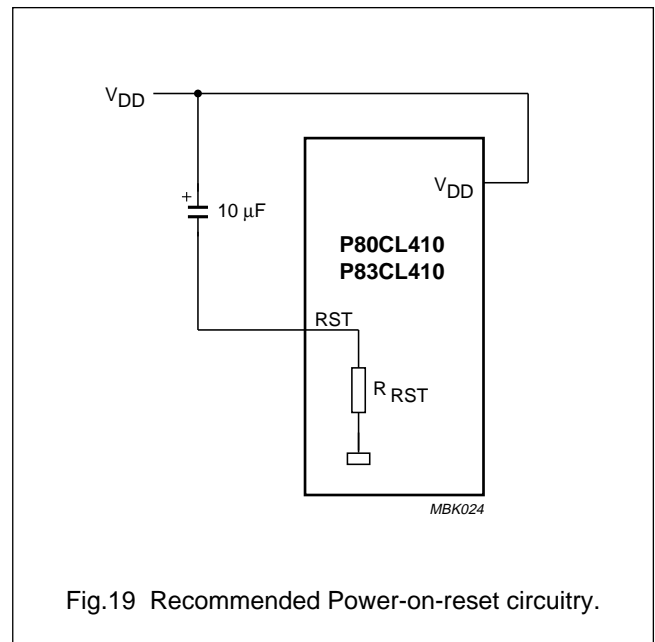 VDD
VDD
+
10 μF
P80CL410
P83CL410
RST
R RST
MBK024
Fig.19 Recommended Power-on-reset circuitry.